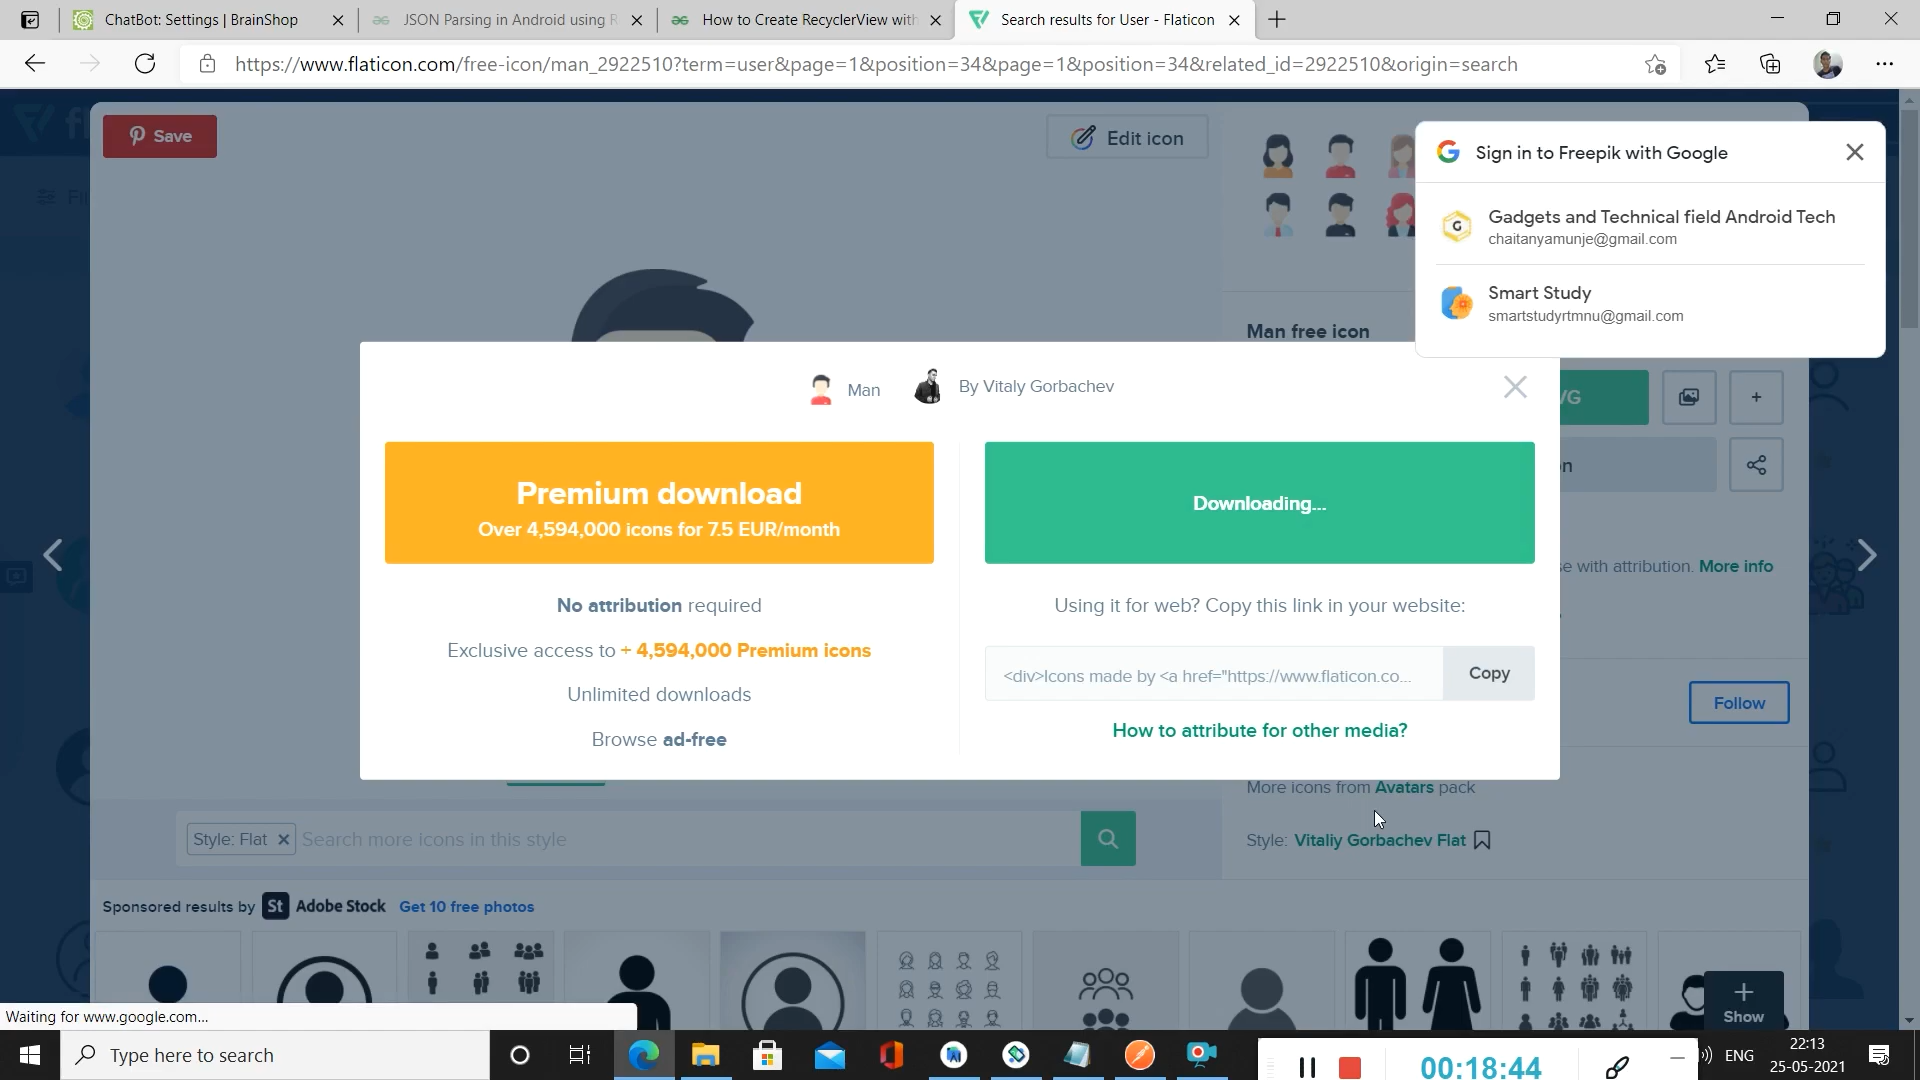 ChatBot: Settings | BrainShop
JSON Parsing in Android using R
How to Create RecyclerView with
Search results for User - Flaticon
https://www.flaticon.com/free-icon/man_2922510?term=user&page=1&position=34&page=1&position=34&related_id=2922510&origin=search
Save
Edit icon
Sign in to Freepik with Google
Gadgets and Technical field Android Tech
chaitanyamunje@gmail.com
Smart Study
smartstudyrtmnu@gmail.com
Man free icon
Man
By Vitaly Gorbachev
VG
Premium download
Over 4,594,000 icons for 7.5 EUR/month
Downloading...
No attribution required
Exclusive access to + 4,594,000 Premium icons
Unlimited downloads
Browse ad-free
Using it for web? Copy this link in your website:
<div>Icons made by <a href="https://www.flaticon.co...
Copy
How to attribute for other media?
with attribution. More info
Follow
More icons from Avatars pack
Style: Flat
Search more icons in this style
Style: Vitaliy Gorbachev Flat
Sponsored results by St Adobe Stock Get 10 free photos
Show
Waiting for www.google.com...
Type here to search
00:18:44
ENG
22:13
25-05-2021